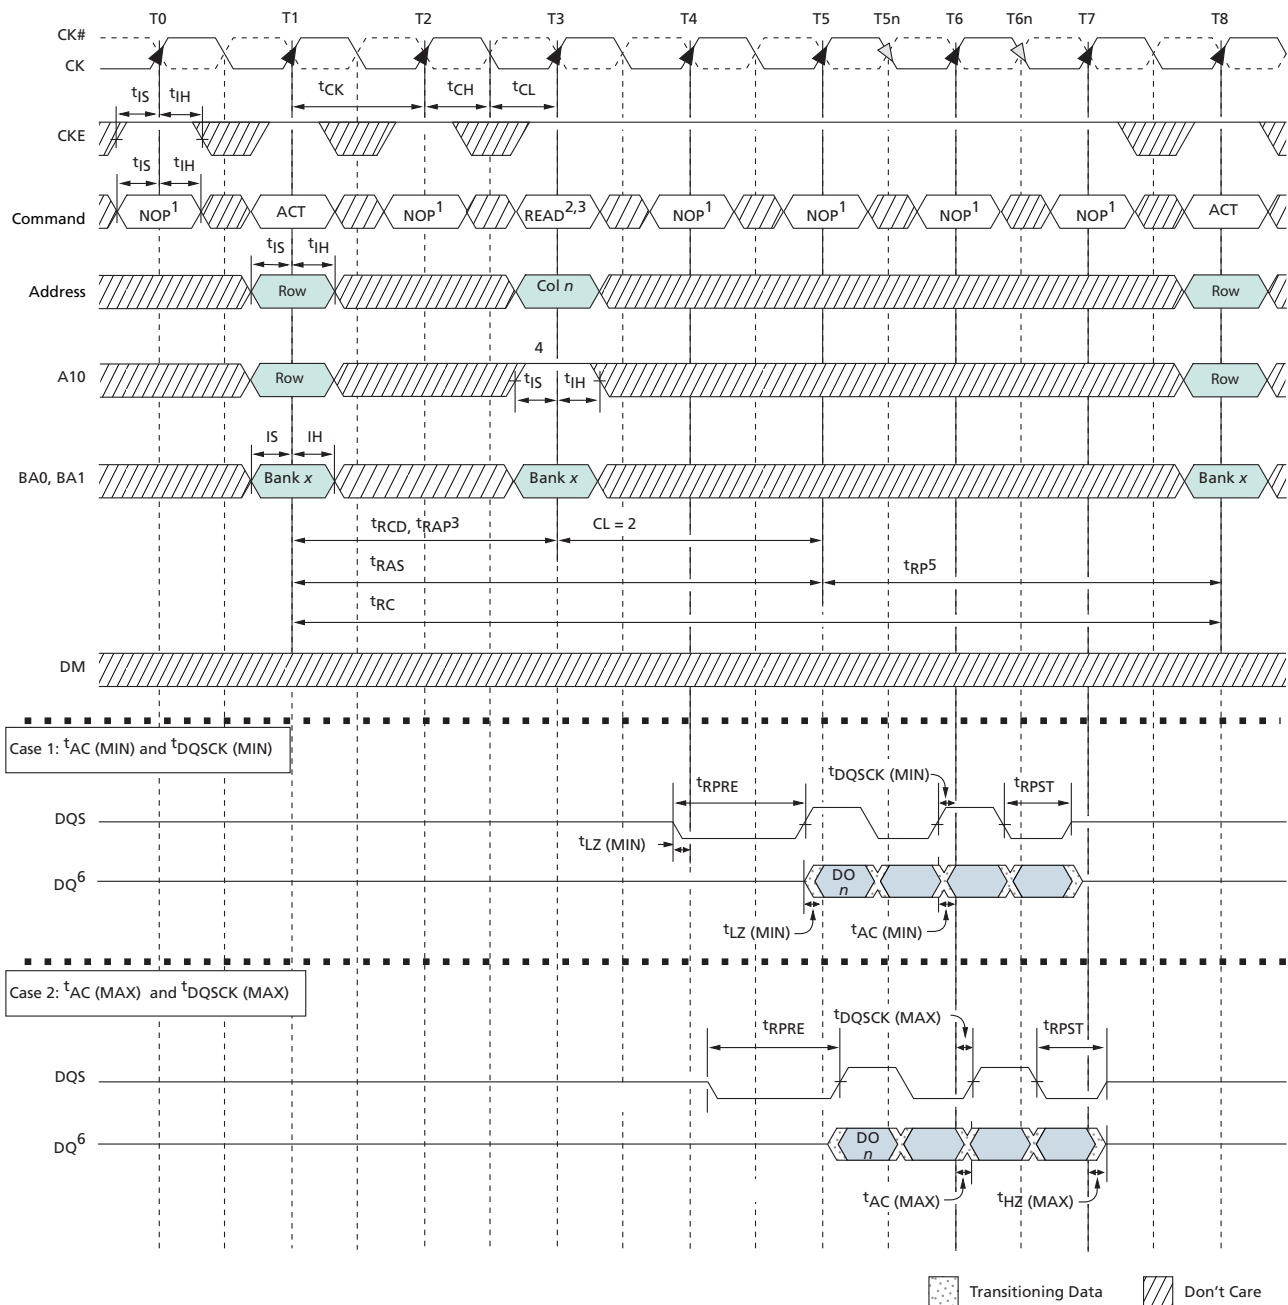 T0 T1 T2 T3 T4 T5 T5n T6 T6n T7 T8
CK#
CK
tCK tCH tCL
tIS tIH
CKE
tIS tIH
Command NOP1 ACT NOP1 READ2,3 NOP1 NOP1 NOP1 NOP1 ACT
tIS tIH
Address Row Col n Row
4
A10 Row tIS tIH Row
IS IH
BA0, BA1 Bank x Bank x Bank x
tRCD, tRAP3 CL = 2
tRAS tRP5
tRC
DM
Case 1: tAC (MIN) and tDQSCK (MIN)
tRPRE tDQSCK (MIN) tRPST
DQS
tLZ (MIN)
DQ6 DO n
tLZ (MIN) tAC (MIN)
Case 2: tAC (MAX) and tDQSCK (MAX)
tRPRE tDQSCK (MAX) tRPST
DQS
DQ6 DO n
tAC (MAX) tHZ (MAX)
Transitioning Data Don't Care